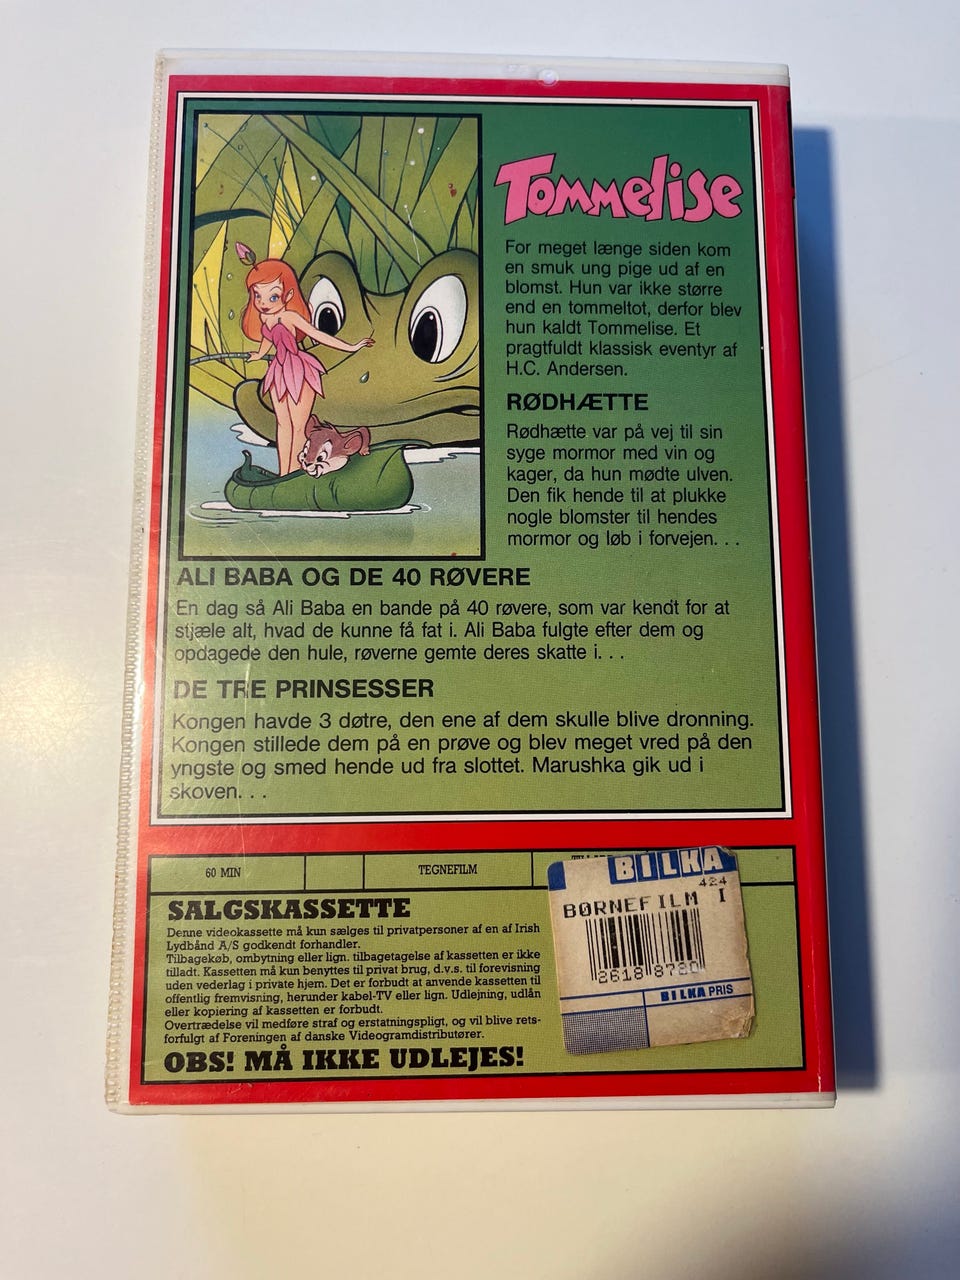 Tommelise
For meget længe siden kom
en smuk ung pige ud af en
blomst. Hun var ikke større
end en tommeltot, derfor blev
hun kaldt Tommelise. Et
pragtfuldt klassisk eventyr af
H.C. Andersen.
RØDHÆTTE
Rødhætte var på vej til sin
syge mormor med vin og
kager, da hun mødte ulven.
Den fik hende til at plukke
nogle blomster til hendes
mormor og løb i forvejen. . .
ALI BABA OG DE 40 RØVERE
En dag så Ali Baba en bande på 40 røvere, som var kendt for at
stjæle alt, hvad de kunne få fat i. Ali Baba fulgte efter dem og
opdagede den hule, røverne gemte deres skatte i. . .
DE TRE PRINSESSER
Kongen havde 3 døtre, den ene af dem skulle blive dronning.
Kongen stillede dem på en prøve og blev meget vred på den
yngste og smed hende ud fra slottet. Marushka gik ud i
skoven. . .
60 MIN TEGNEFILM
SALGSKASSETTE
Denne videokassette må kun sælges til privatpersoner af en af Irish
Lydbånd A/S godkendt forhandler.
Tilbagekøb, ombytning eller lign. tilbagetagelse af kassetten er ikke
tilladt. Kassetten må kun benyttes til privat brug, d.v.s. til forevisning
uden vederlag i private hjem. Det er forbudt at anvende kassetten til
offentlig fremvisning, herunder kabel-TV eller lign. Udlejning, udlån
eller kopiering af kassetten er forbudt.
Overtrædelse vil medføre straf og erstatningspligt, og vil blive rets-
forfulgt af Foreningen af danske Videogramdistributører.
OBS! MÅ IKKE UDLEJES!
BILKA
424
BØRNEFILM I
2618 8780
BILKA PRIS